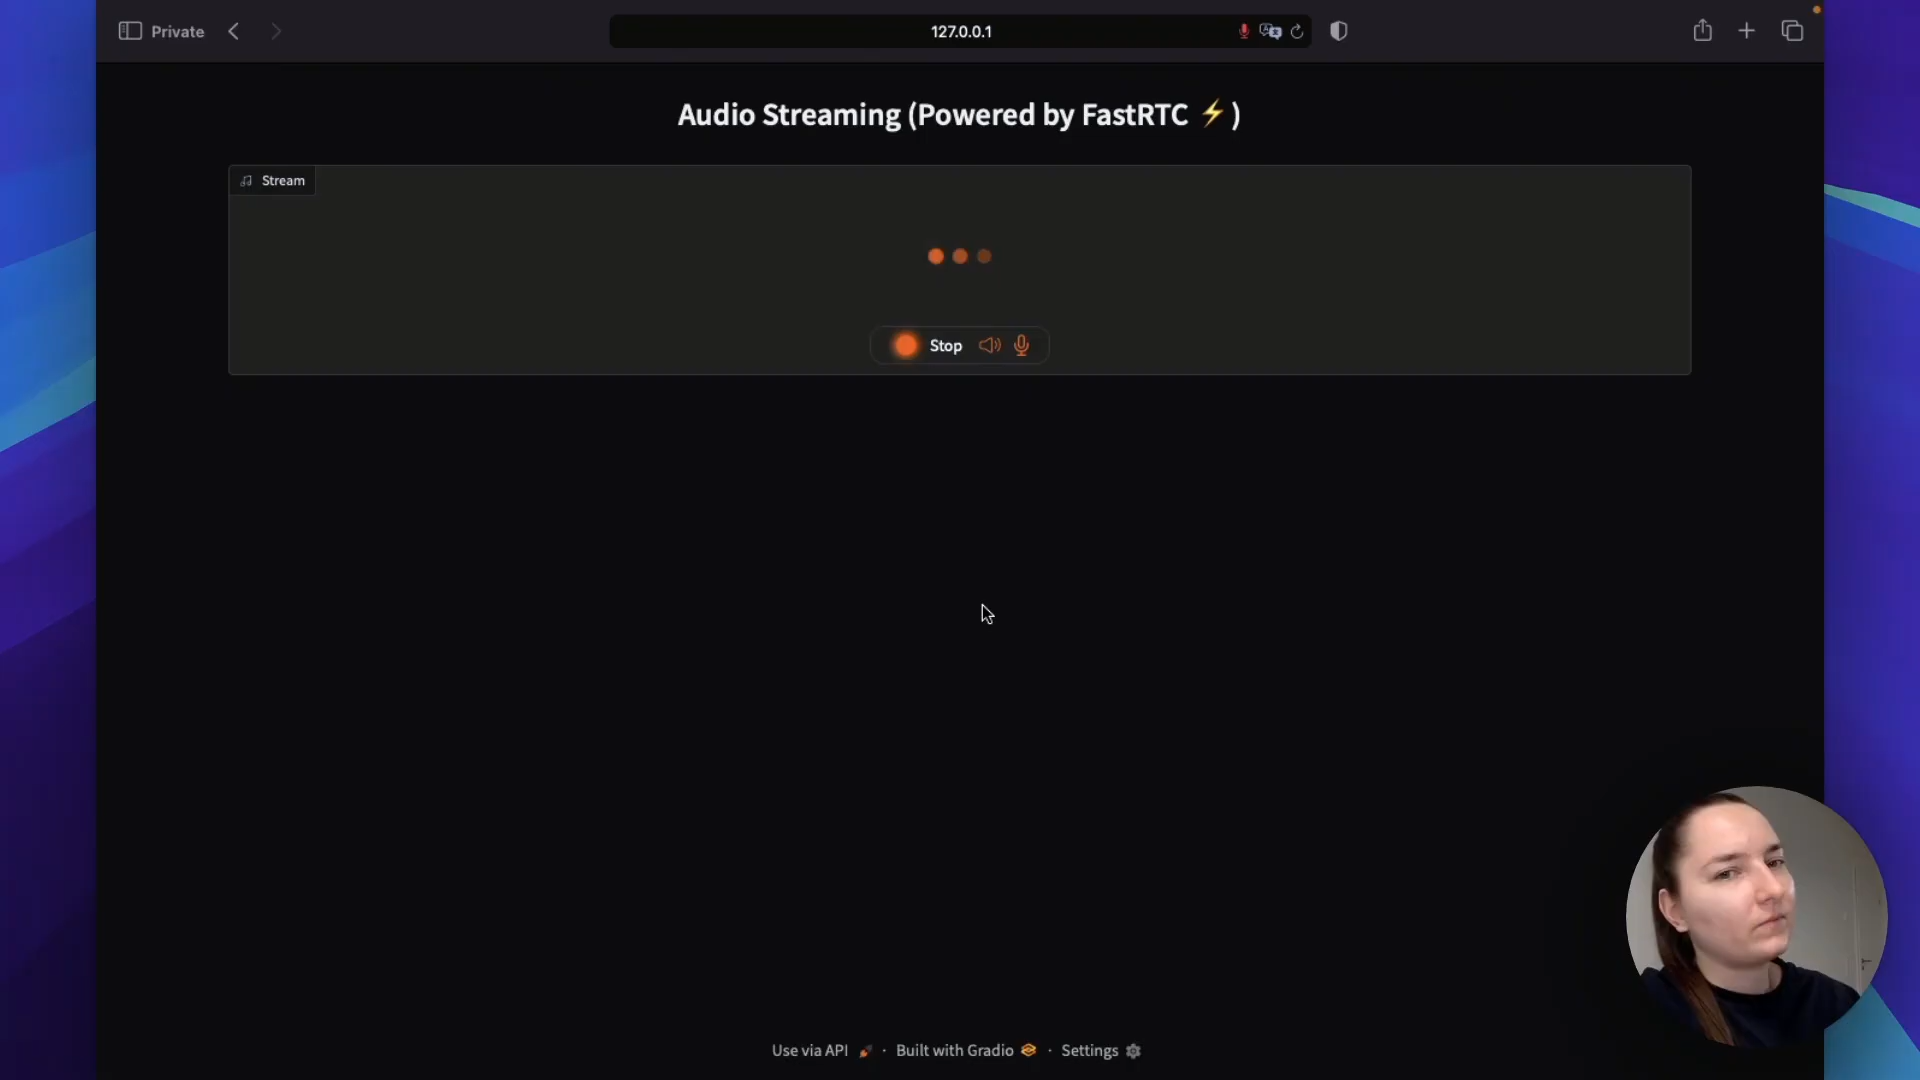 Private
127.0.0.1
Audio Streaming (Powered by FastRTC ⚡)
Stream
Stop
Use via API 🚀 · Built with Gradio · Settings